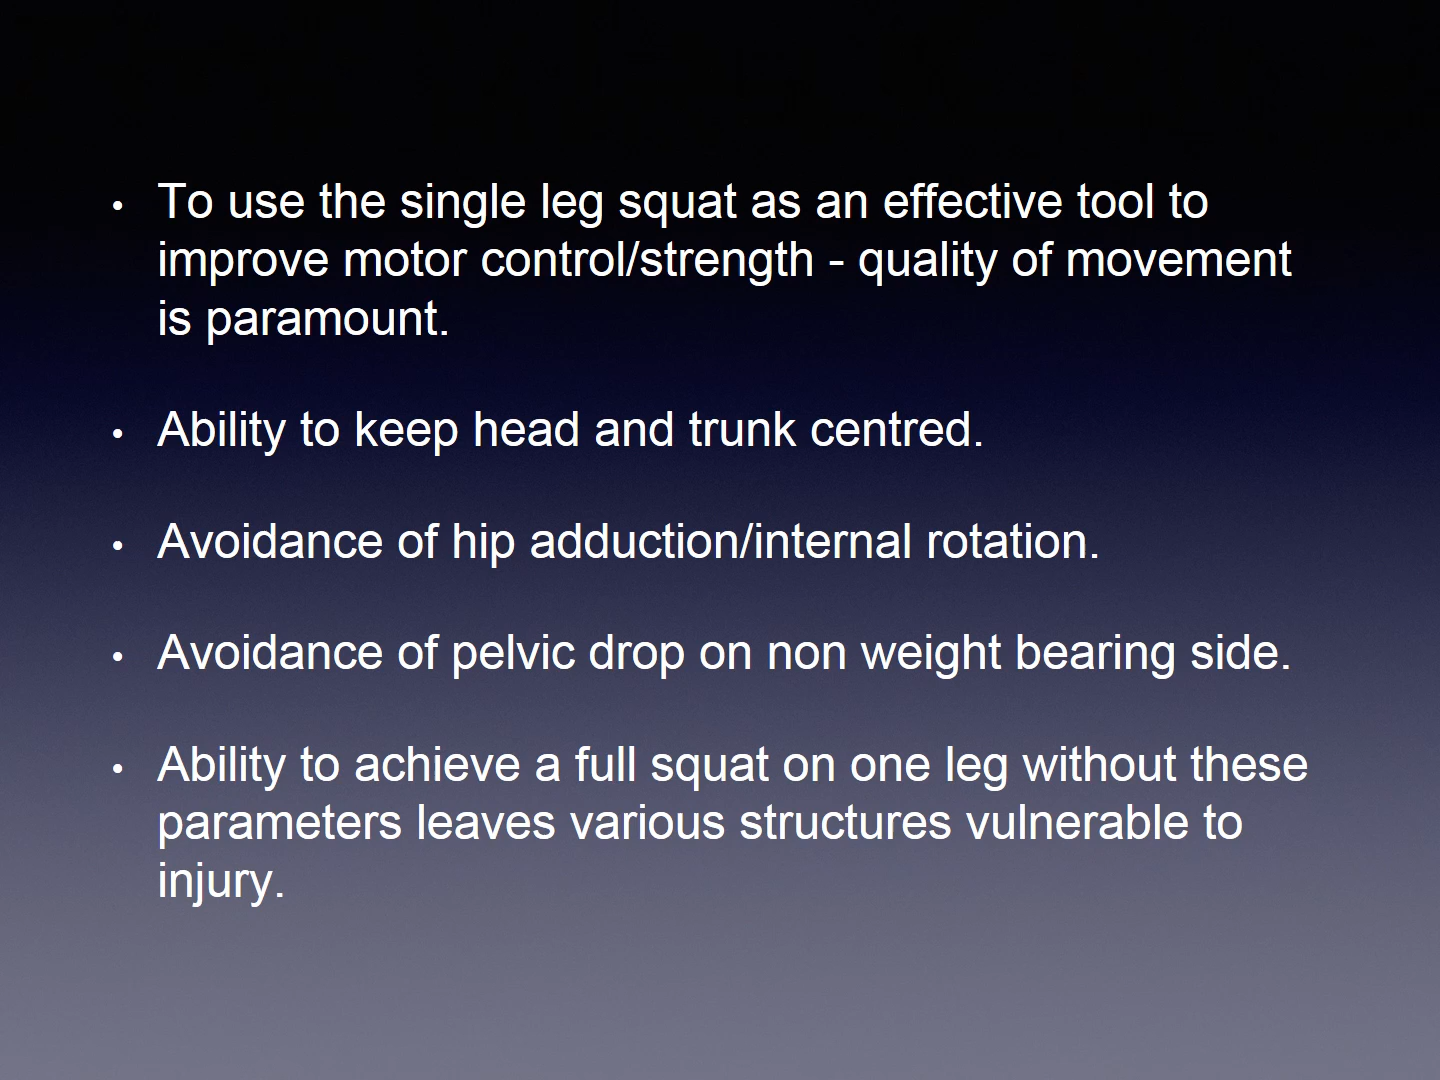 • To use the single leg squat as an effective tool to
improve motor control/strength - quality of movement
is paramount.
• Ability to keep head and trunk centred.
• Avoidance of hip adduction/internal rotation.
• Avoidance of pelvic drop on non weight bearing side.
• Ability to achieve a full squat on one leg without these
parameters leaves various structures vulnerable to
injury.